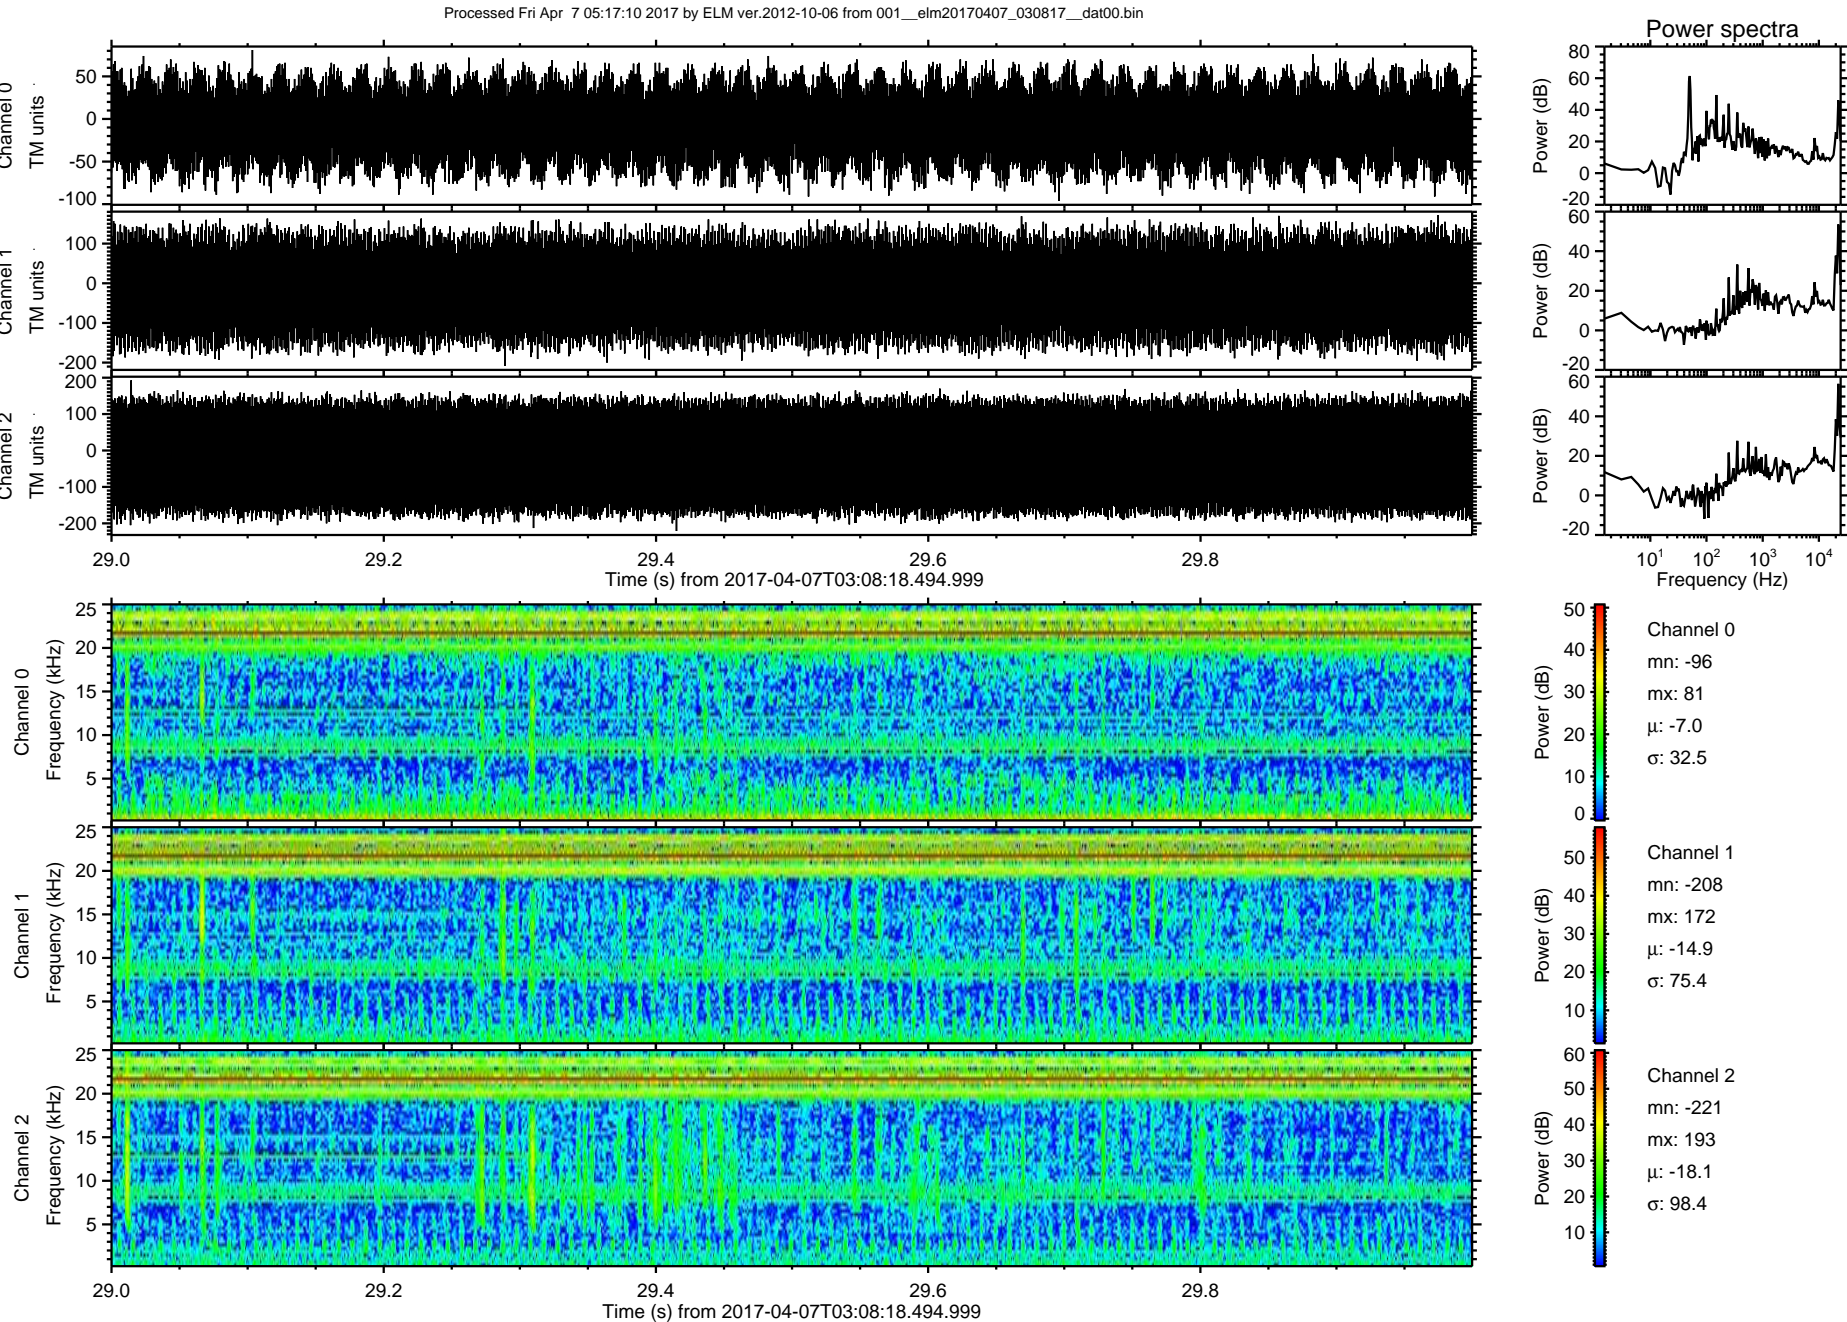 Processed Fri Apr 7 05:17:10 2017 by ELM ver.2012-10-06 from 001__elm20170407_030817__dat00.bin
Power spectra
Channel 0
TM units
50
0
-50
-100
Power (dB)
80
60
40
20
0
-20
Channel 1
TM units
100
0
-100
-200
Power (dB)
60
40
20
0
-20
Channel 2
TM units
200
100
0
-100
-200
Power (dB)
60
40
20
0
-20
29.0 29.2 29.4 29.6 29.8
Time (s) from 2017-04-07T03:08:18.494.999
10^1 10^2 10^3 10^4
Frequency (Hz)
Channel 0
Frequency (kHz)
25
20
15
10
5
Power (dB)
50
40
30
20
10
0
Channel 0
mn: -96
mx: 81
μ: -7.0
σ: 32.5
Channel 1
Frequency (kHz)
25
20
15
10
5
Power (dB)
50
40
30
20
10
Channel 1
mn: -208
mx: 172
μ: -14.9
σ: 75.4
Channel 2
Frequency (kHz)
25
20
15
10
5
Power (dB)
60
50
40
30
20
10
Channel 2
mn: -221
mx: 193
μ: -18.1
σ: 98.4
29.0 29.2 29.4 29.6 29.8
Time (s) from 2017-04-07T03:08:18.494.999